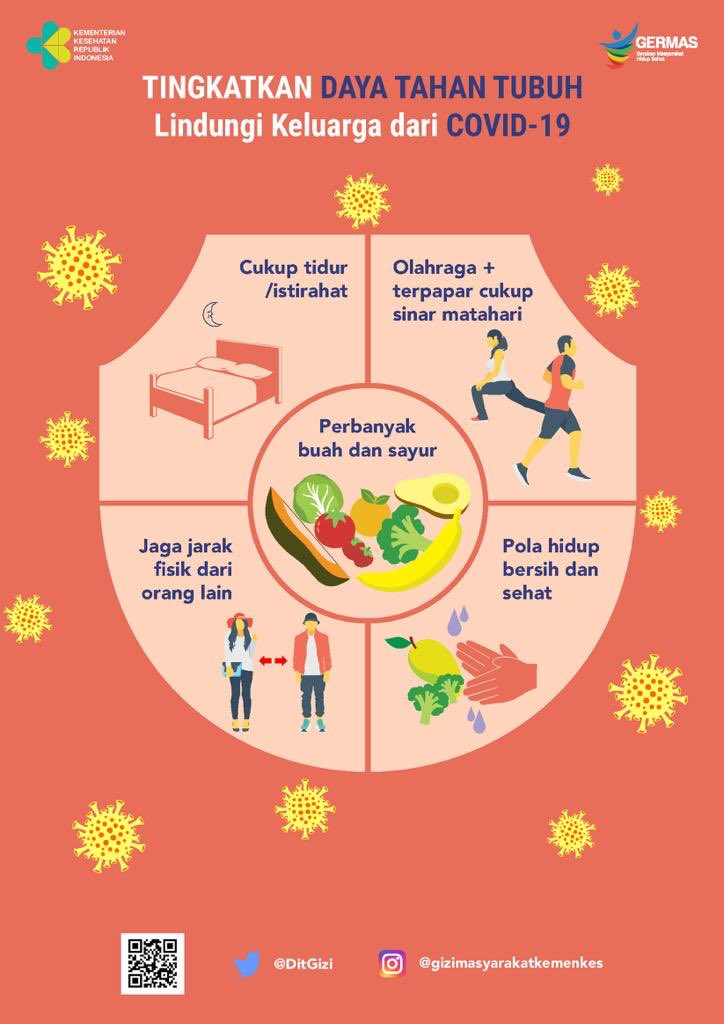 KEMENTERIAN
KESEHATAN
REPUBLIK
INDONESIA
GERMAS
Gerakan Masyarakat
Hidup Sehat
TINGKATKAN DAYA TAHAN TUBUH
Lindungi Keluarga dari COVID-19
Cukup tidur
/istirahat
Olahraga +
terpapar cukup
sinar matahari
Perbanyak
buah dan sayur
Jaga jarak
fisik dari
orang lain
Pola hidup
bersih dan
sehat
@DitGizi
@gizimasyarakatkemenkes